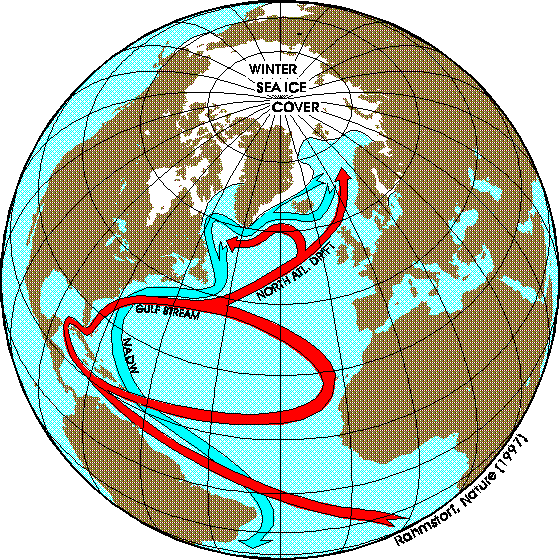 WINTER
SEA ICE
COVER
NORTH ATL. DRIFT
GULF STREAM
NADW
Rahmstorf, Nature (1997)